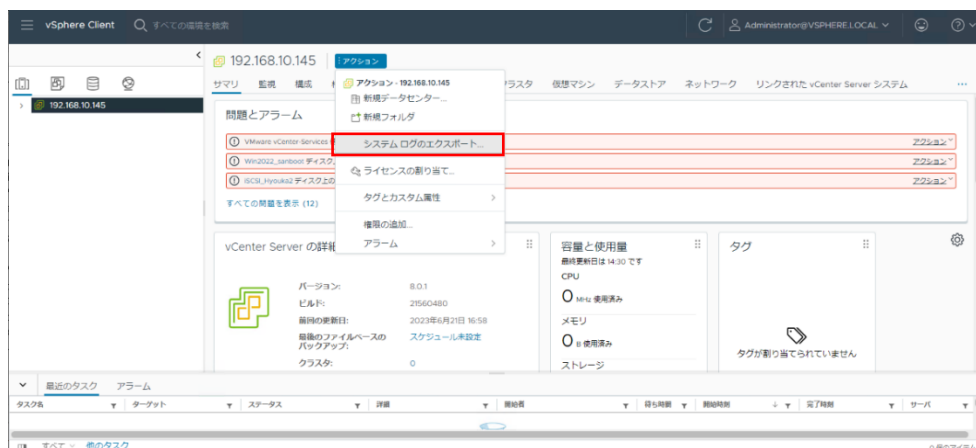 vSphere Client
すべての環境を検索
Administrator@VSPHERE.LOCAL
192.168.10.145
アクション
サマリ 監視 構成 クラスタ 仮想マシン データストア ネットワーク リンクされた vCenter Server システム
192.168.10.145
アクション - 192.168.10.145
新規データセンター...
新規フォルダ
システム ログのエクスポート...
ライセンスの割り当て...
タグとカスタム属性
権限の追加...
アラーム
問題とアラーム
VMware vCenter-Services
アクション
Win2022_sanboot ディスク
アクション
iSCSI_Hyouka2 ディスク上の
アクション
すべての問題を表示 (12)
vCenter Server の詳細
バージョン: 8.0.1
ビルド: 21560480
前回の更新日: 2023年6月21日 16:58
最後のファイルベースのバックアップ: スケジュール未設定
クラスタ: 0
容量と使用量
最終更新日は 14:30 です
CPU
0 MHz 使用済み
メモリ
0 B 使用済み
ストレージ
タグ
タグが割り当てられていません
最近のタスク アラーム
タスク名 ターゲット ステータス 詳細 開始者 待ち時間 開始時刻 完了時刻 サーバ
すべて 他のタスク